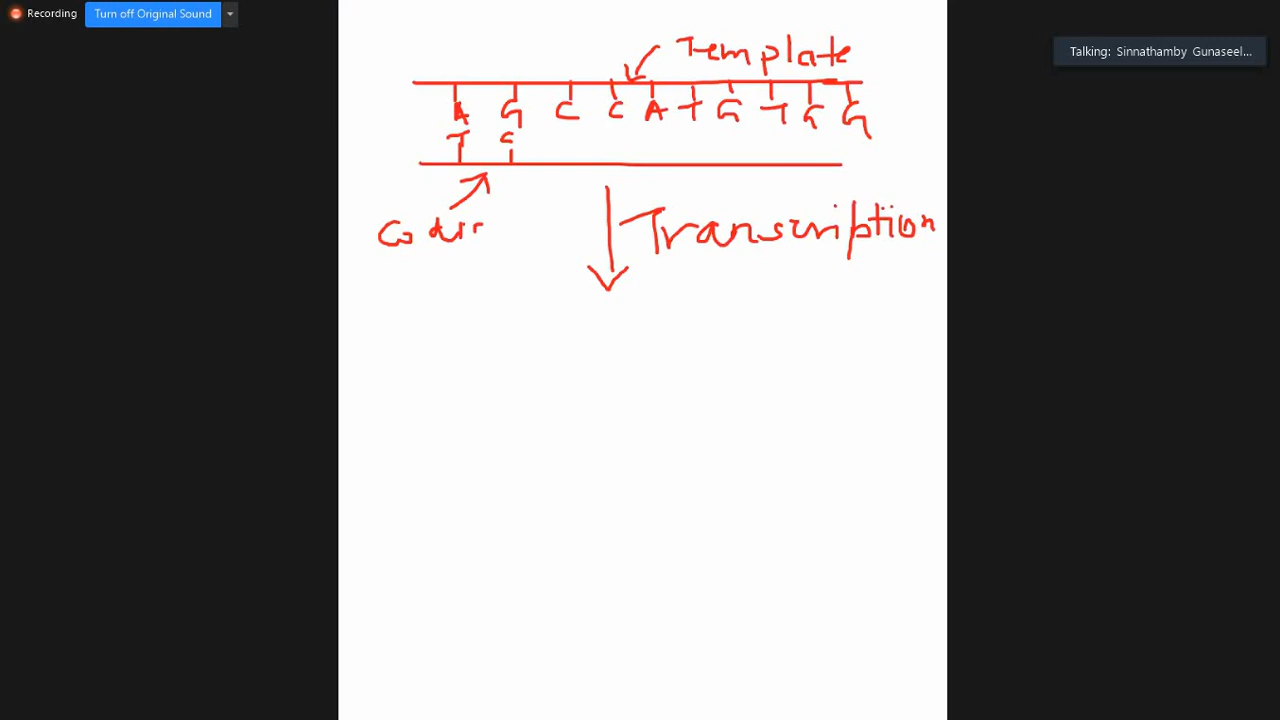 Recording
Turn off Original Sound
Talking: Sinnathamby Gunaseel...
Template
A G C C A T G T G G
T C
Transcription